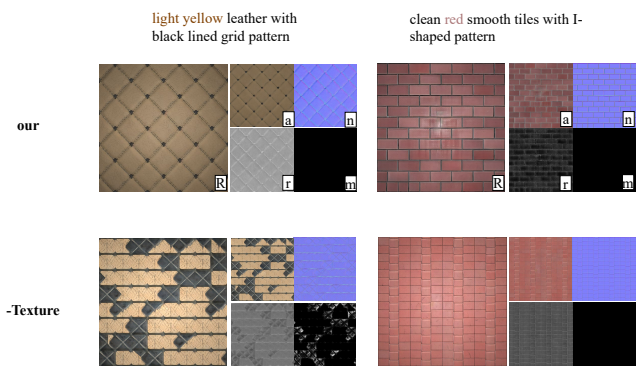 light yellow leather with
black lined grid pattern
clean red smooth tiles with I-
shaped pattern
our
R
a
n
r
m
R
a
n
r
m
-Texture